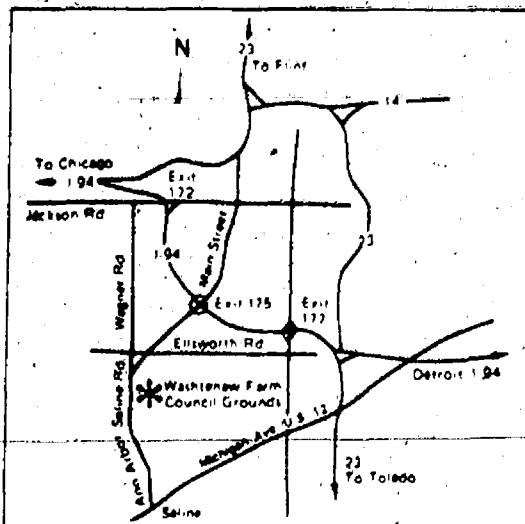 N
23
To Flint
14
To Chicago
I.94
Exit
172
Jackson Rd
23
I.94
Main Street
Wagner Rd
Exit 175
Exit
177
Ellsworth Rd
Detroit I.94
Washtenaw Farm
Council Grounds
Ann Arbor Saline Rd.
Michigan Ave U.S. 12
23
To Toledo
Saline